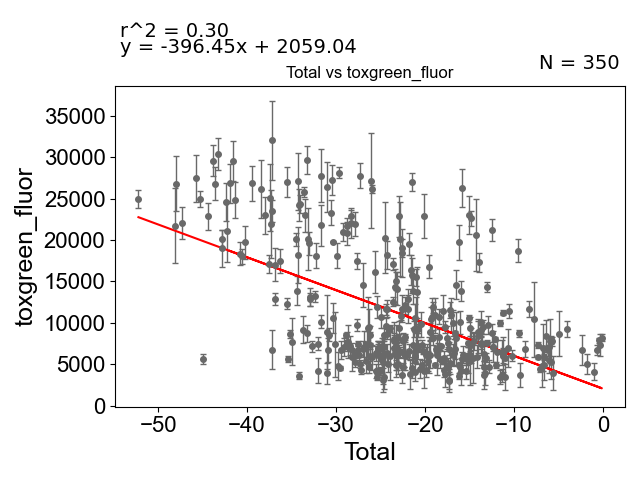 r^2 = 0.30
y = -396.45x + 2059.04
N = 350
Total vs toxgreen_fluor
35000
30000
25000
20000
15000
10000
5000
0
toxgreen_fluor
−50 −40 −30 −20 −10 0
Total